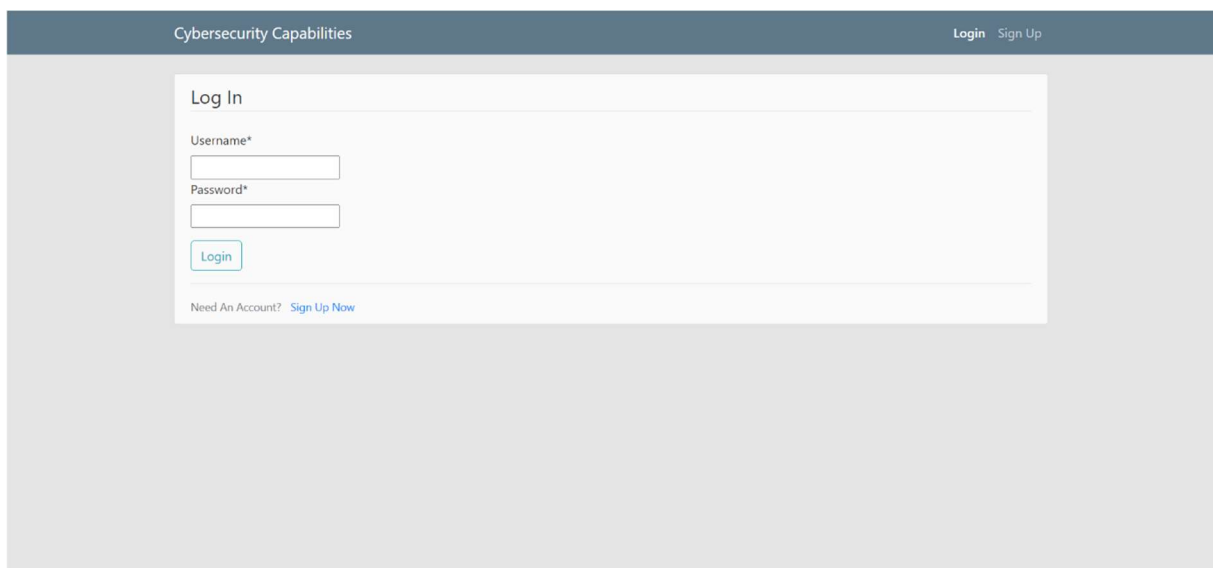 Cybersecurity Capabilities Login Sign Up
Log In
Username*
Password*
Login
Need An Account? Sign Up Now